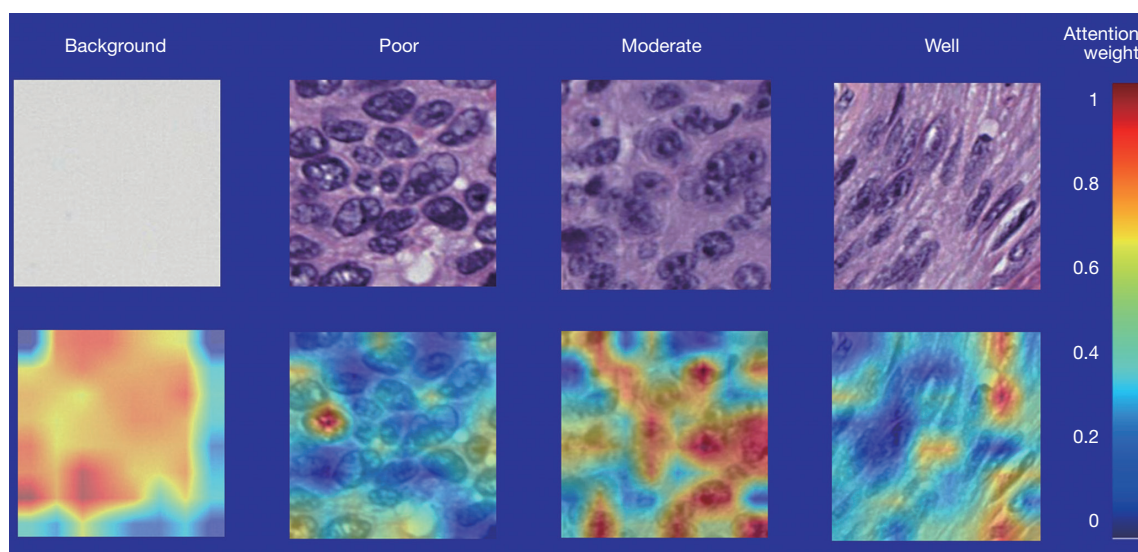 Background
Poor
Moderate
Well
Attention
weight
1
0.8
0.6
0.4
0.2
0